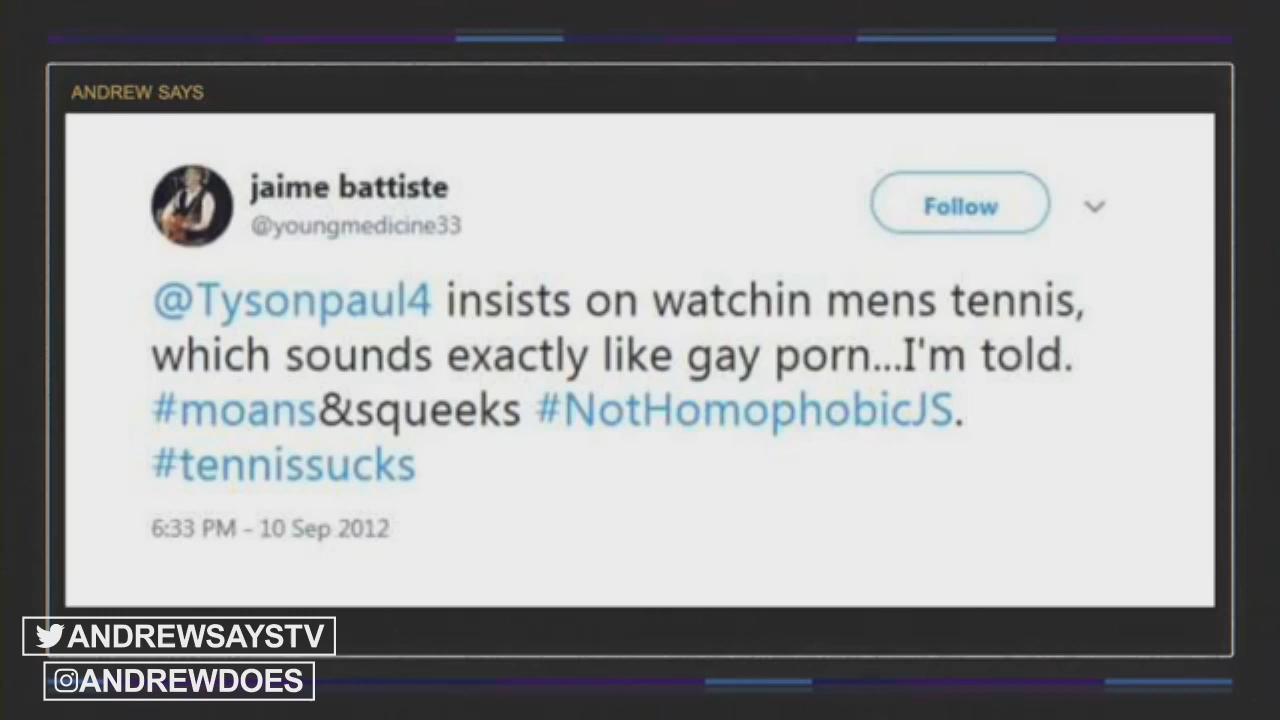 ANDREW SAYS
jaime battiste
@youngmedicine33
Follow
@Tysonpaul4 insists on watchin mens tennis,
which sounds exactly like gay porn...I'm told.
#moans&squeeks #NotHomophobicJS.
#tennissucks
6:33 PM - 10 Sep 2012
ANDREWSAYSTV
ANDREWDOES